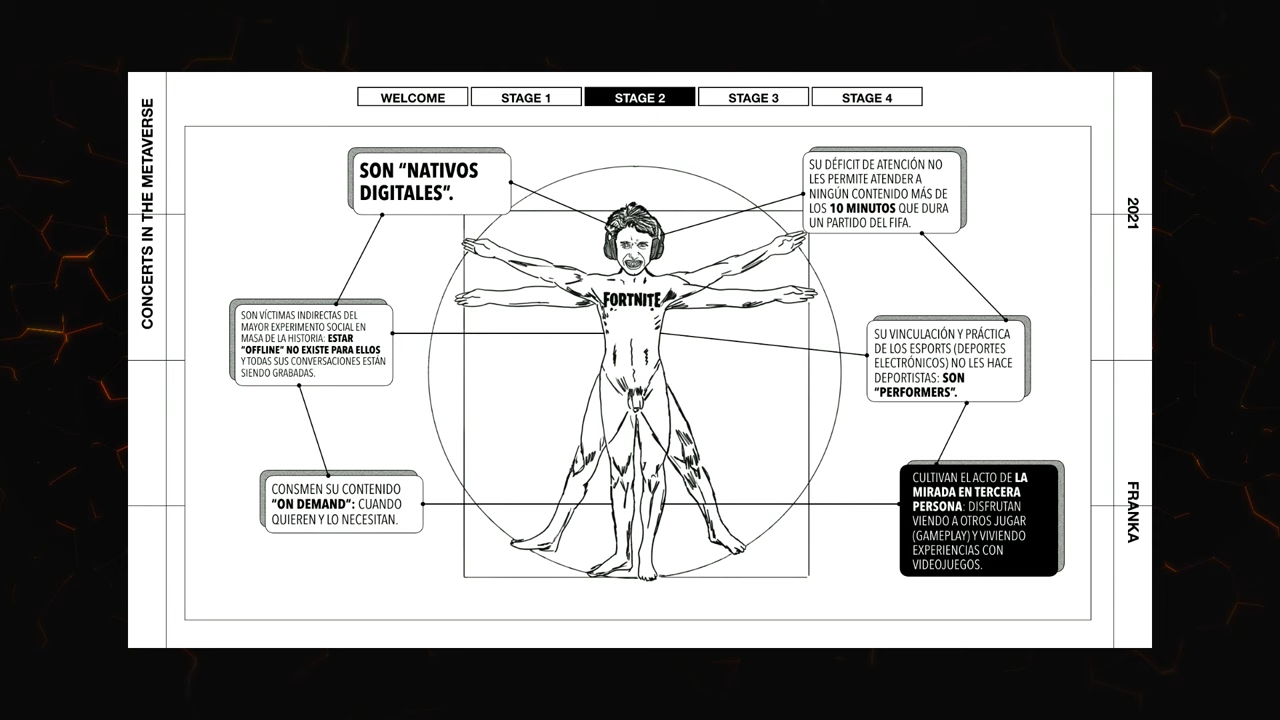 WELCOME
STAGE 1
STAGE 2
STAGE 3
STAGE 4
CONCERTS IN THE METAVERSE
SON “NATIVOS
DIGITALES”.
SU DÉFICIT DE ATENCIÓN NO
LES PERMITE ATENDER A
NINGÚN CONTENIDO MÁS DE
LOS 10 MINUTOS QUE DURA
UN PARTIDO DEL FIFA.
2021
FORTNITE
SON VÍCTIMAS INDIRECTAS DEL
MAYOR EXPERIMENTO SOCIAL EN
MASA DE LA HISTORIA: ESTAR
“OFFLINE” NO EXISTE PARA ELLOS
Y TODAS SUS CONVERSACIONES ESTÁN
SIENDO GRABADAS.
SU VINCULACIÓN Y PRÁCTICA
DE LOS ESPORTS (DEPORTES
ELECTRÓNICOS) NO LES HACE
DEPORTISTAS: SON
“PERFORMERS”.
CONSMEN SU CONTENIDO
“ON DEMAND”: CUANDO
QUIEREN Y LO NECESITAN.
CULTIVAN EL ACTO DE LA
MIRADA EN TERCERA
PERSONA: DISFRUTAN
VIENDO A OTROS JUGAR
(GAMEPLAY) Y VIVIENDO
EXPERIENCIAS CON
VIDEOJUEGOS.
FRANKA